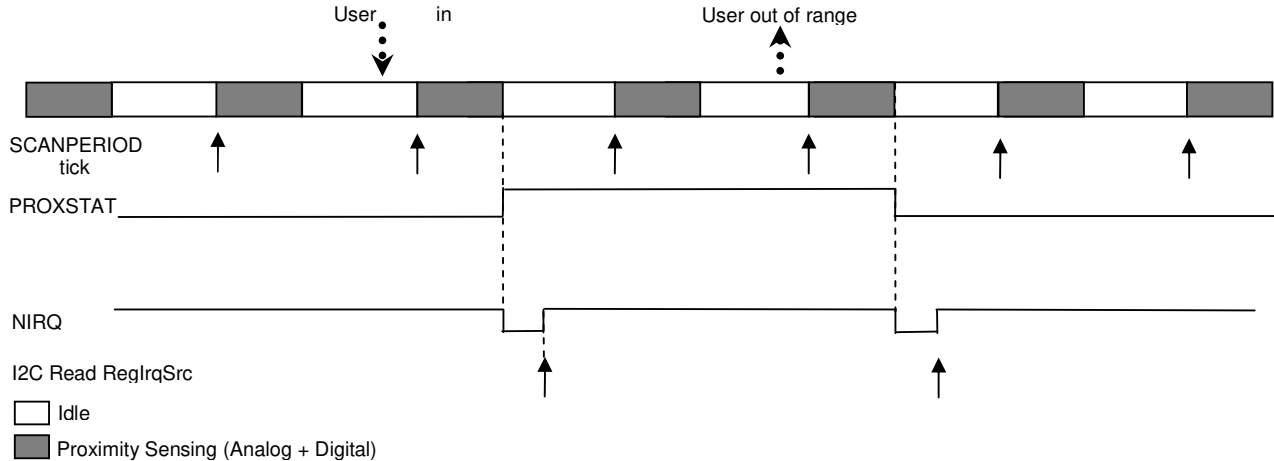 User in
User out of range
SCANPERIOD
tick
PROXSTAT
NIRQ
I2C Read RegIrqSrc
Idle
Proximity Sensing (Analog + Digital)